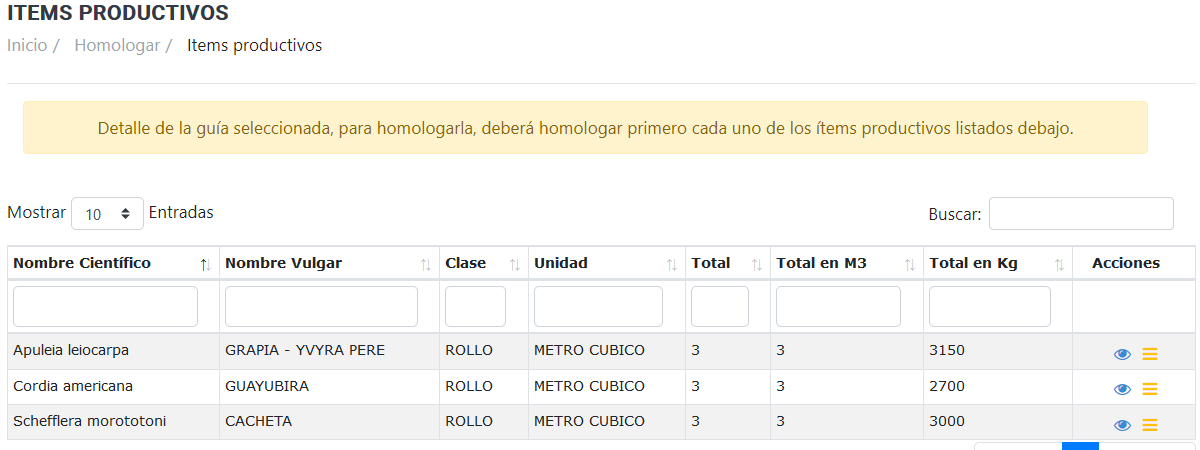 ITEMS PRODUCTIVOS
Inicio / Homologar / Items productivos
Detalle de la guía seleccionada, para homologarla, deberá homologar primero cada uno de los ítems productivos listados debajo.
Mostrar 10 Entradas Buscar:
Nombre Científico Nombre Vulgar Clase Unidad Total Total en M3 Total en Kg Acciones
Apuleia leiocarpa GRAPIA - YVYRA PERE ROLLO METRO CUBICO 3 3 3150
Cordia americana GUAYUBIRA ROLLO METRO CUBICO 3 3 2700
Schefflera morototoni CACHETA ROLLO METRO CUBICO 3 3 3000